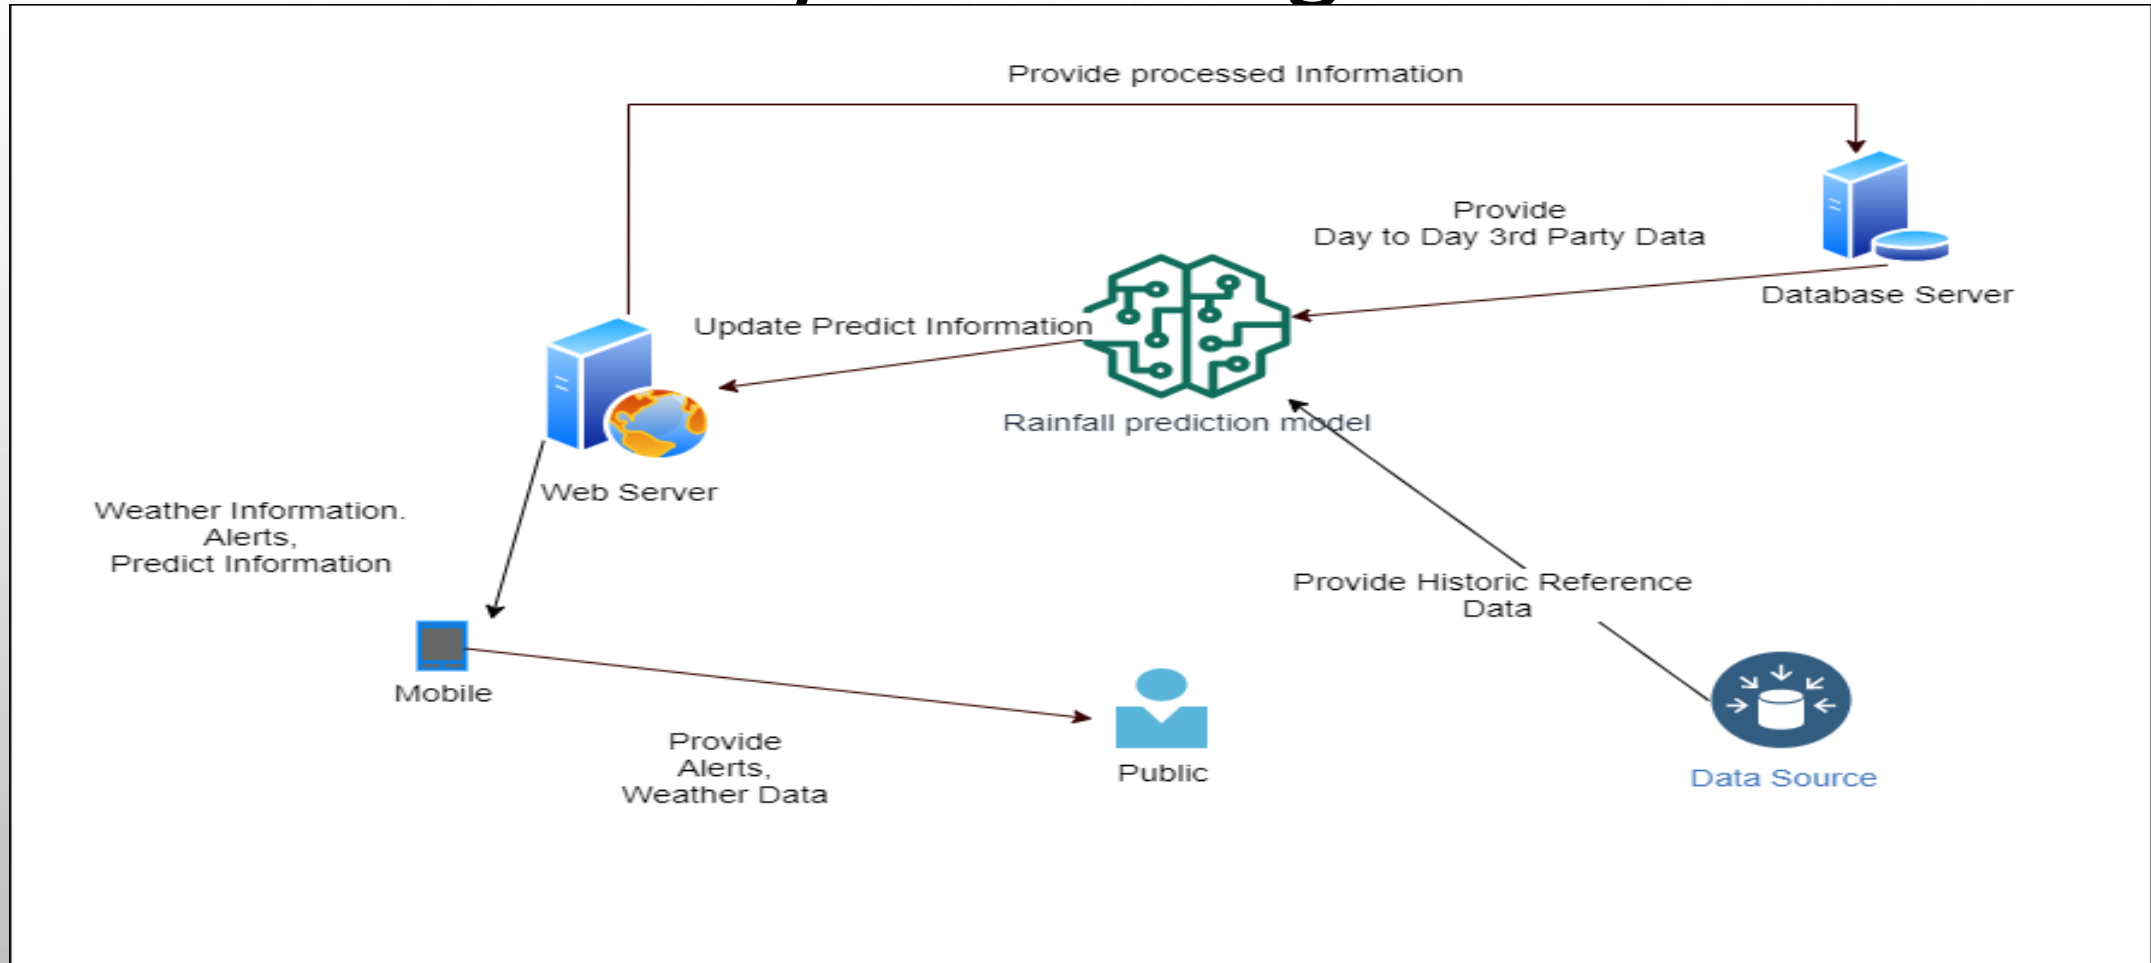 Provide processed Information
Provide
Day to Day 3rd Party Data
Database Server
Update Predict Information
Rainfall prediction model
Web Server
Weather Information.
Alerts,
Predict Information
Provide Historic Reference
Data
Mobile
Provide
Alerts,
Weather Data
Public
Data Source